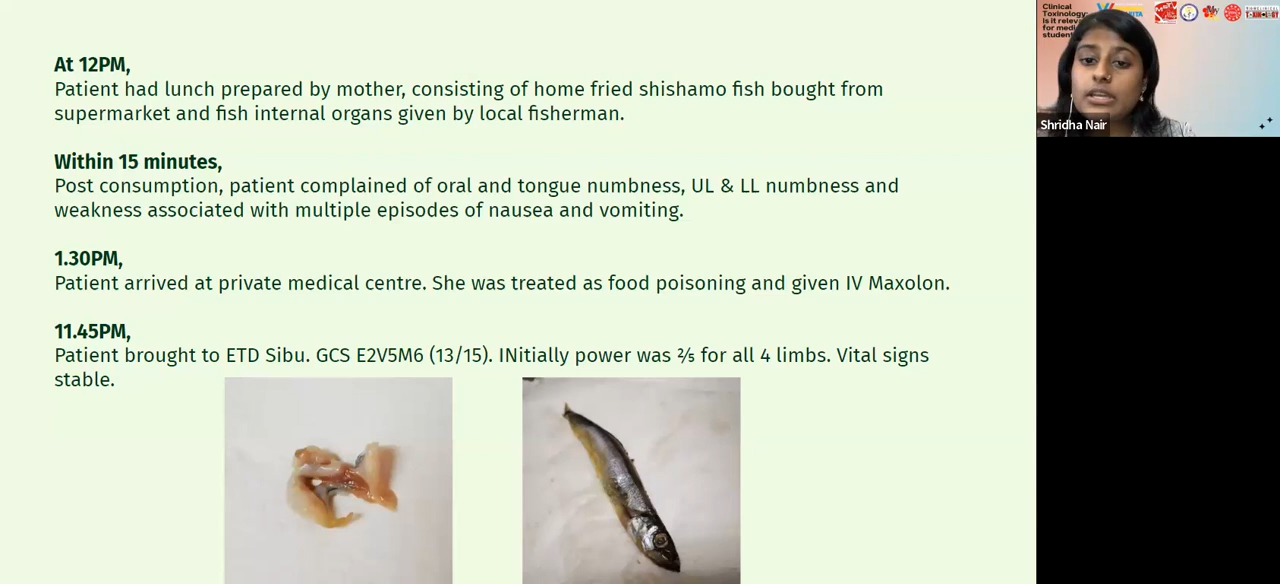 At 12PM,
Patient had lunch prepared by mother, consisting of home fried shishamo fish bought from
supermarket and fish internal organs given by local fisherman.
Within 15 minutes,
Post consumption, patient complained of oral and tongue numbness, UL & LL numbness and
weakness associated with multiple episodes of nausea and vomiting.
1.30PM,
Patient arrived at private medical centre. She was treated as food poisoning and given IV Maxolon.
11.45PM,
Patient brought to ETD Sibu. GCS E2V5M6 (13/15). INitially power was ⅖ for all 4 limbs. Vital signs
stable.
Clinical
Toxinology:
is it relev
for medi
student
Shridha Nair